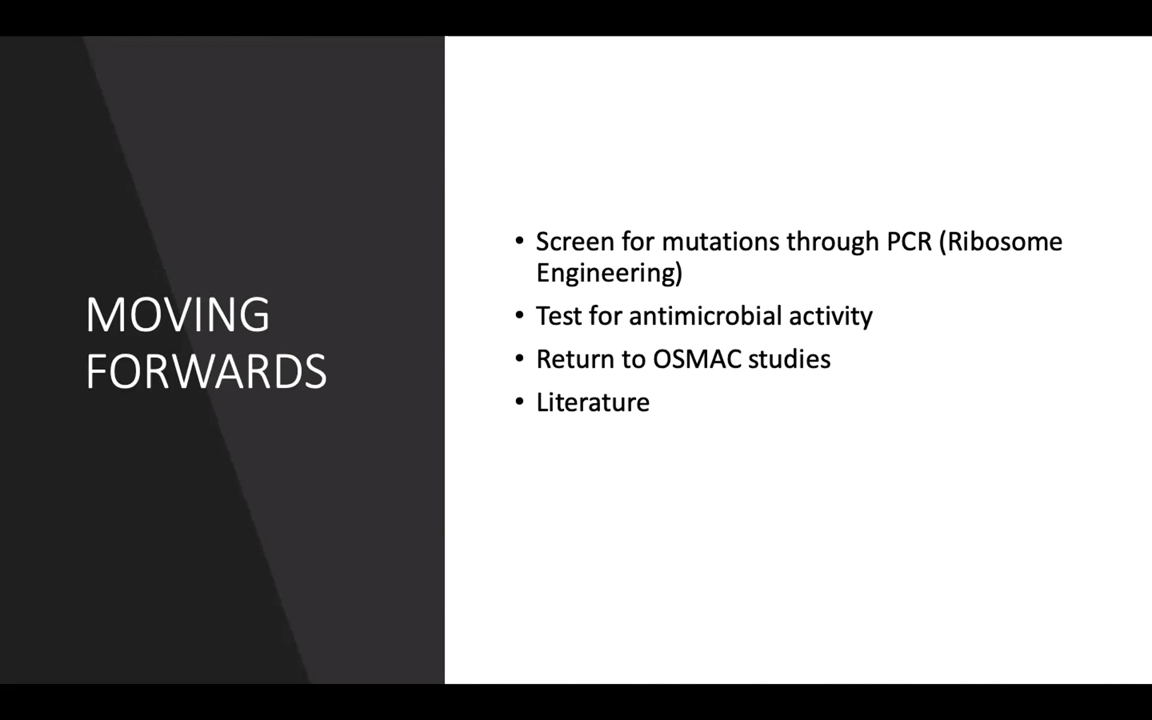 MOVING
FORWARDS
• Screen for mutations through PCR (Ribosome
Engineering)
• Test for antimicrobial activity
• Return to OSMAC studies
• Literature